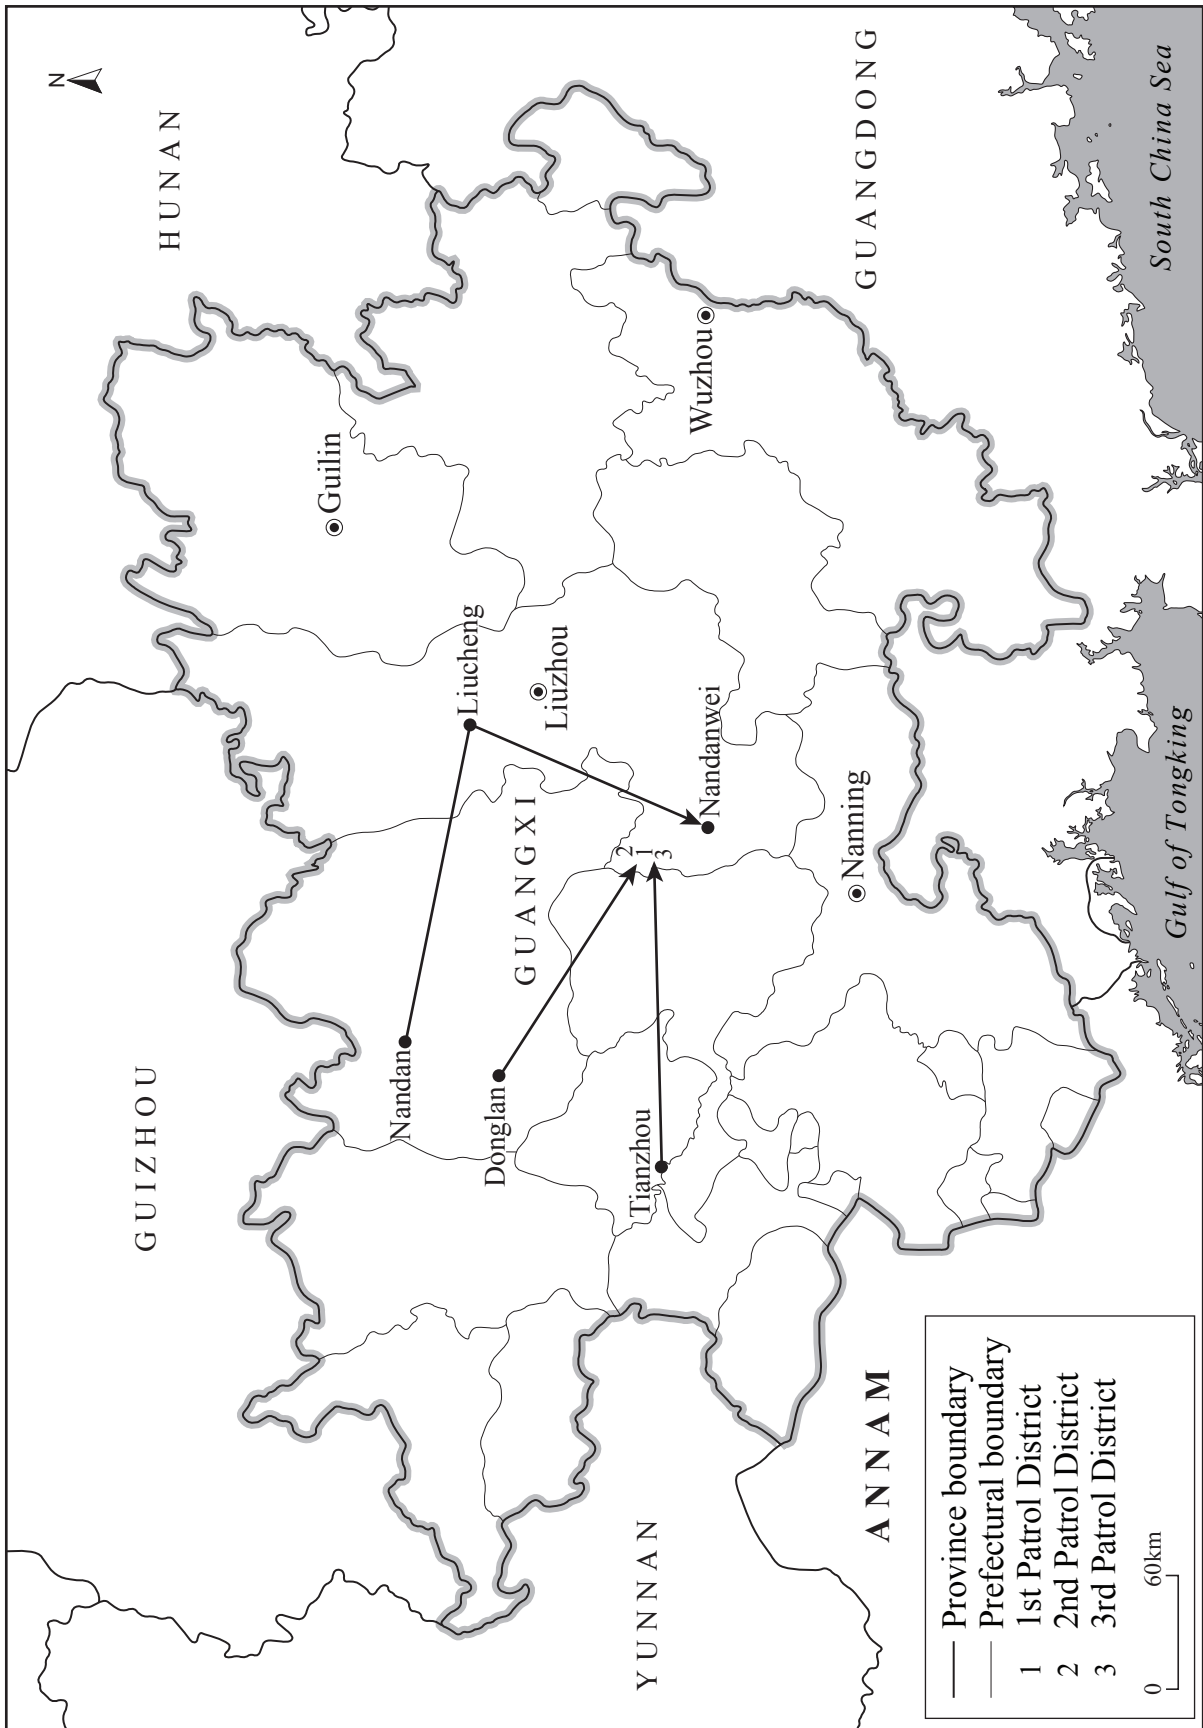 N
HUNAN
GUIZHOU
Guilin
Liucheng
Nandan
GUANGXI
Donglan
Liuzhou
2
1
3
Tianzhou
Nandanwei
Wuzhou
Nanning
YUNNAN
GUANGDONG
ANNAM
South China Sea
Gulf of Tongking
Province boundary
Prefectural boundary
1 1st Patrol District
2 2nd Patrol District
3 3rd Patrol District
0 60km